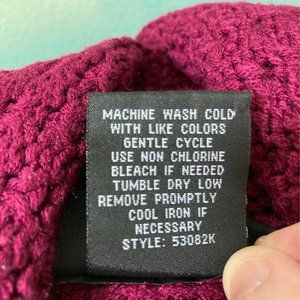 MACHINE WASH COLD
WITH LIKE COLORS
GENTLE CYCLE
USE NON CHLORINE
BLEACH IF NEEDED
TUMBLE DRY LOW
REMOVE PROMPTLY
COOL IRON IF
NECESSARY
STYLE: 53082K